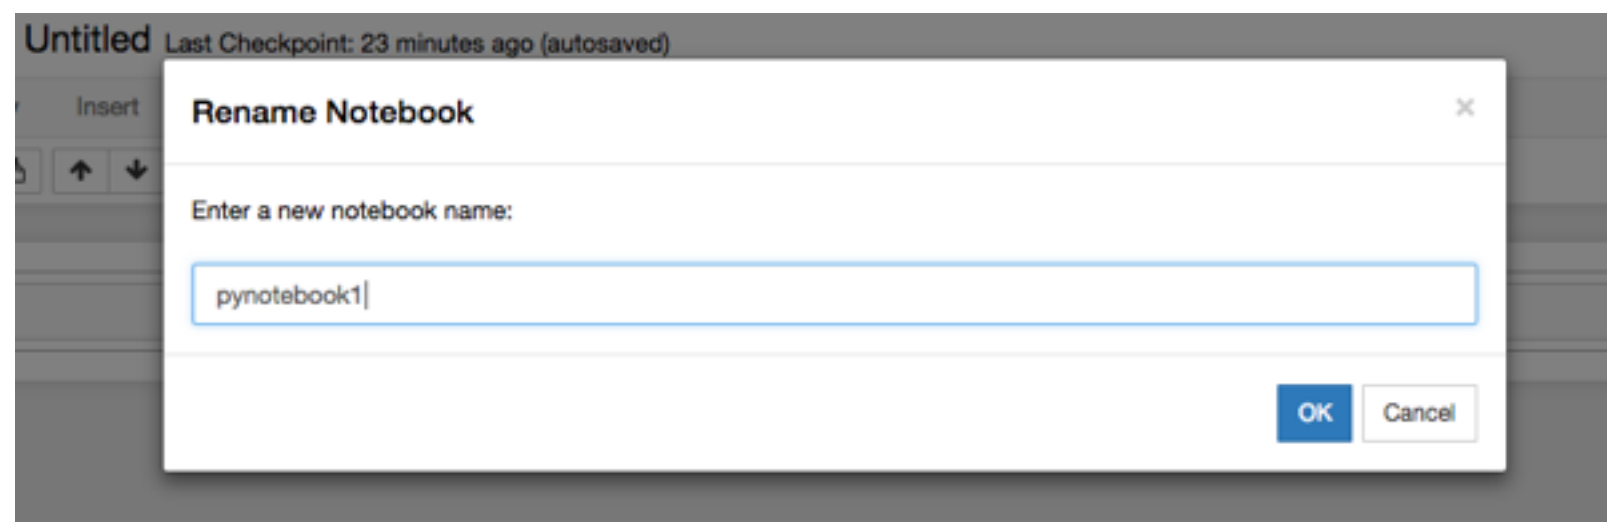 Untitled Last Checkpoint: 23 minutes ago (autosaved)
Insert
Rename Notebook
Enter a new notebook name:
pynotebook1
OK Cancel